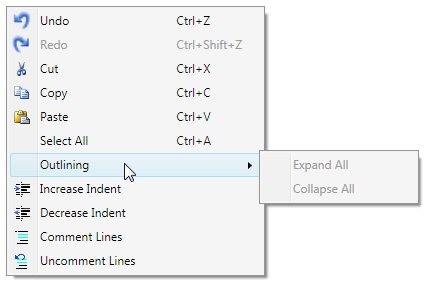 Undo Ctrl+Z
Redo Ctrl+Shift+Z
Cut Ctrl+X
Copy Ctrl+C
Paste Ctrl+V
Select All Ctrl+A
Outlining Expand All
Increase Indent Collapse All
Decrease Indent
Comment Lines
Uncomment Lines